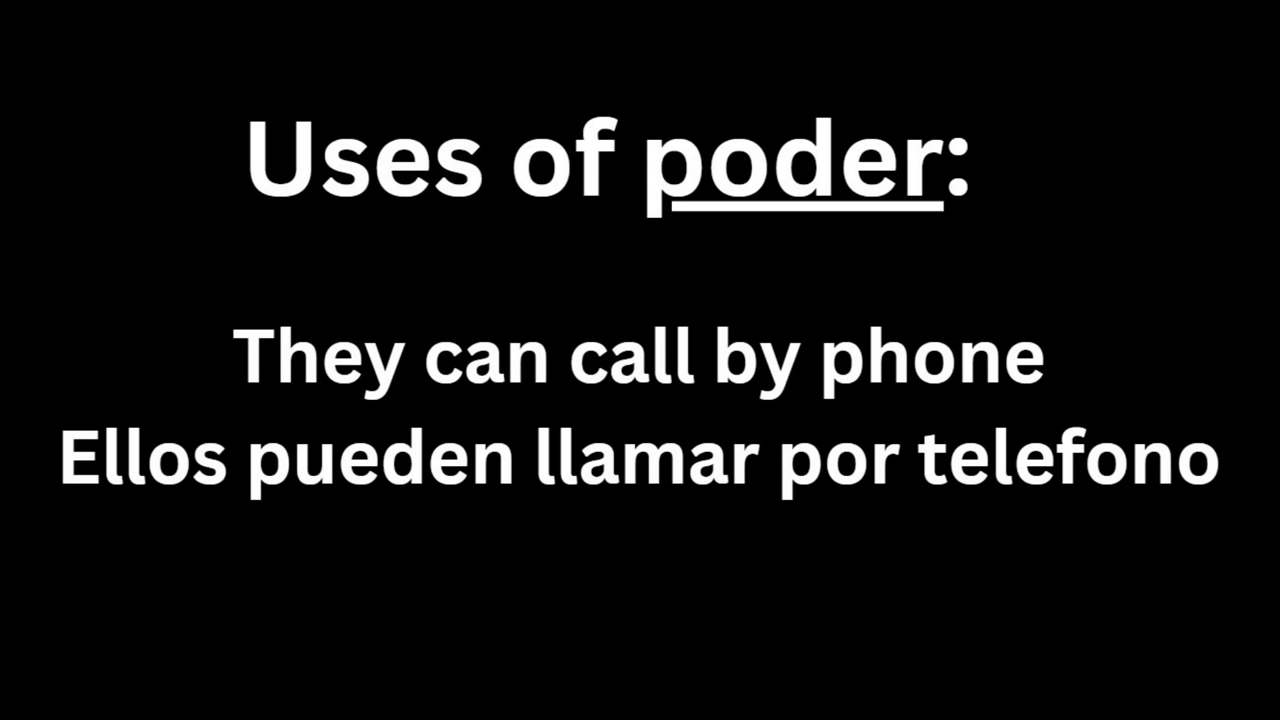 Uses of poder:
They can call by phone
Ellos pueden llamar por telefono